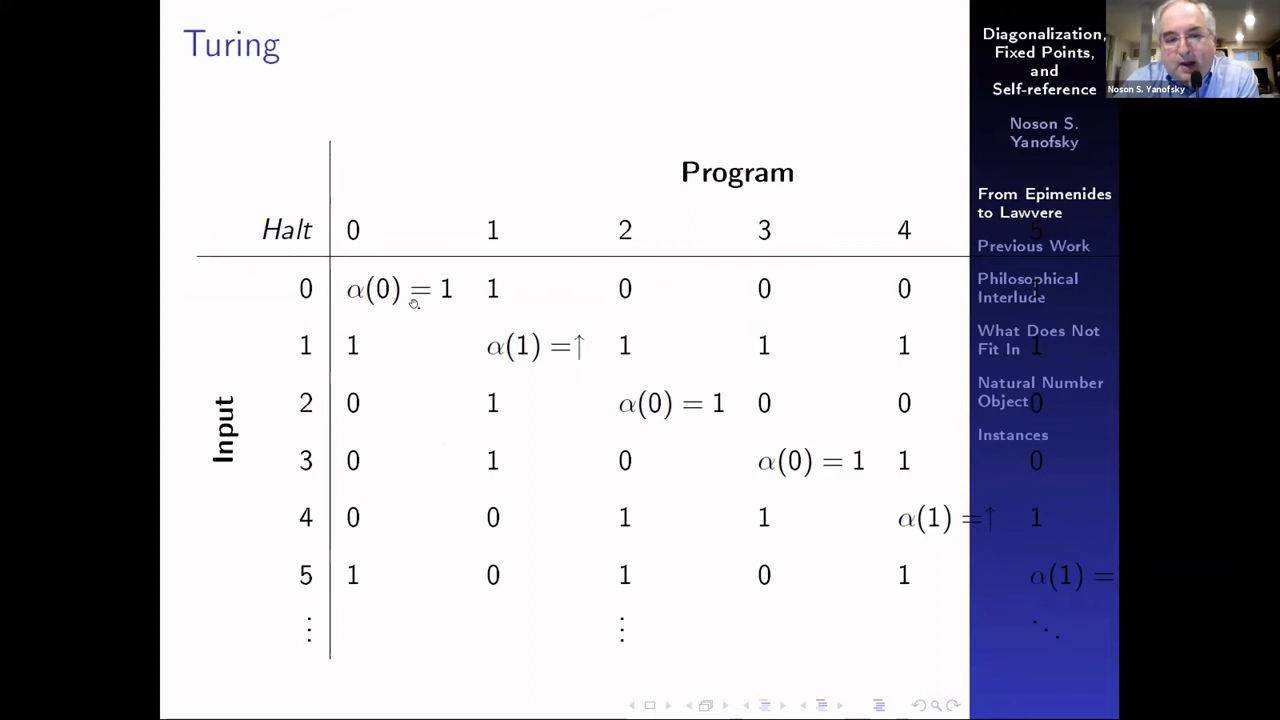 Turing
Program
Halt 0 1 2 3 4 5
0 α(0) = 1 1 0 0 0 1
1 1 α(1) =↑ 1 1 1 1
2 0 1 α(0) = 1 0 0 0
3 0 1 0 α(0) = 1 1 0
4 0 0 1 1 α(1) =↑ 1
5 1 0 1 0 1 α(1) =
⋮ ⋮ ⋱
Input
Diagonalization,
Fixed Points,
and
Self-reference
Noson S.
Yanofsky
From Epimenides
to Lawvere
Previous Work
Philosophical
Interlude
What Does Not
Fit In
Natural Number
Object
Instances
Noson S. Yanofsky